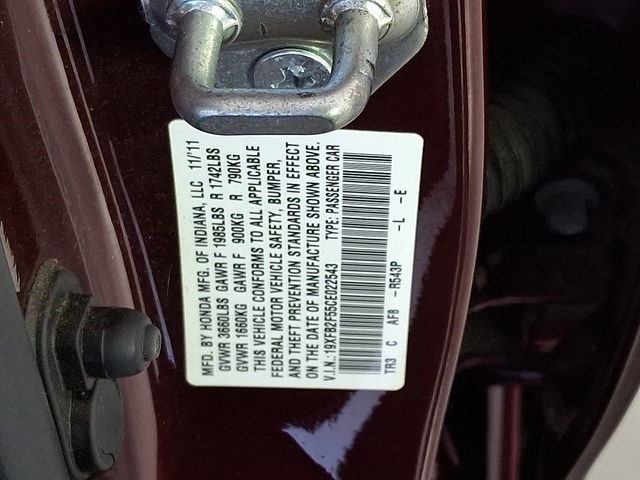 MFD. BY HONDA MFG. OF INDIANA, LLC 11/11
GVWR 3660LBS GAWR F 1985LBS R 1742LBS
GVWR 1660KG GAWR F 900KG R 790KG
THIS VEHICLE CONFORMS TO ALL APPLICABLE
FEDERAL MOTOR VEHICLE SAFETY, BUMPER,
AND THEFT PREVENTION STANDARDS IN EFFECT
ON THE DATE OF MANUFACTURE SHOWN ABOVE.
V.I.N.: 19XFB2F55CE022543 TYPE: PASSENGER CAR
TR3 C AF8 -R543P -L -E